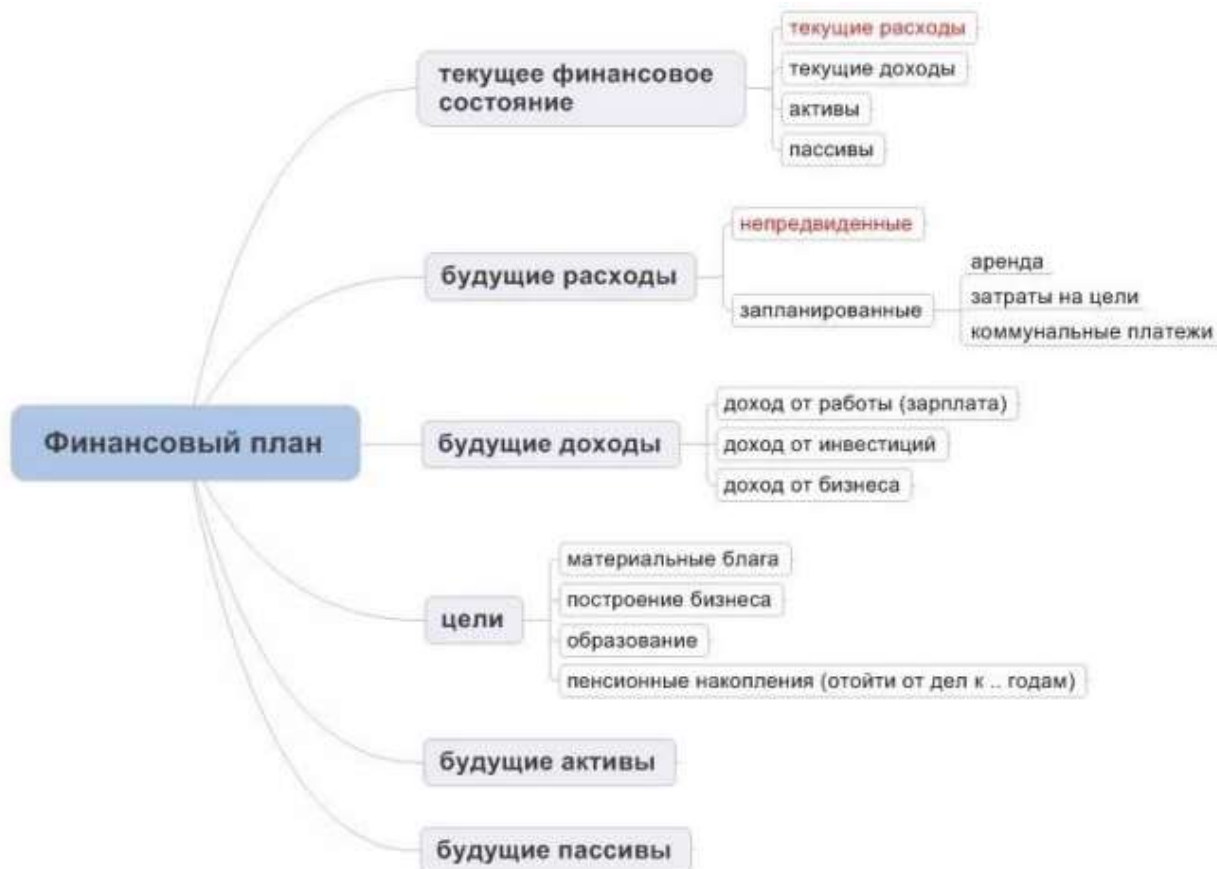 текущие расходы
текущее финансовое
состояние
текущие доходы
активы
пассивы
непредвиденные
будущие расходы
запланированные
аренда
затраты на цели
коммунальные платежи
Финансовый план
будущие доходы
доход от работы (зарплата)
доход от инвестиций
доход от бизнеса
цели
материальные блага
построение бизнеса
образование
пенсионные накопления (отойти от дел к .. годам)
будущие активы
будущие пассивы